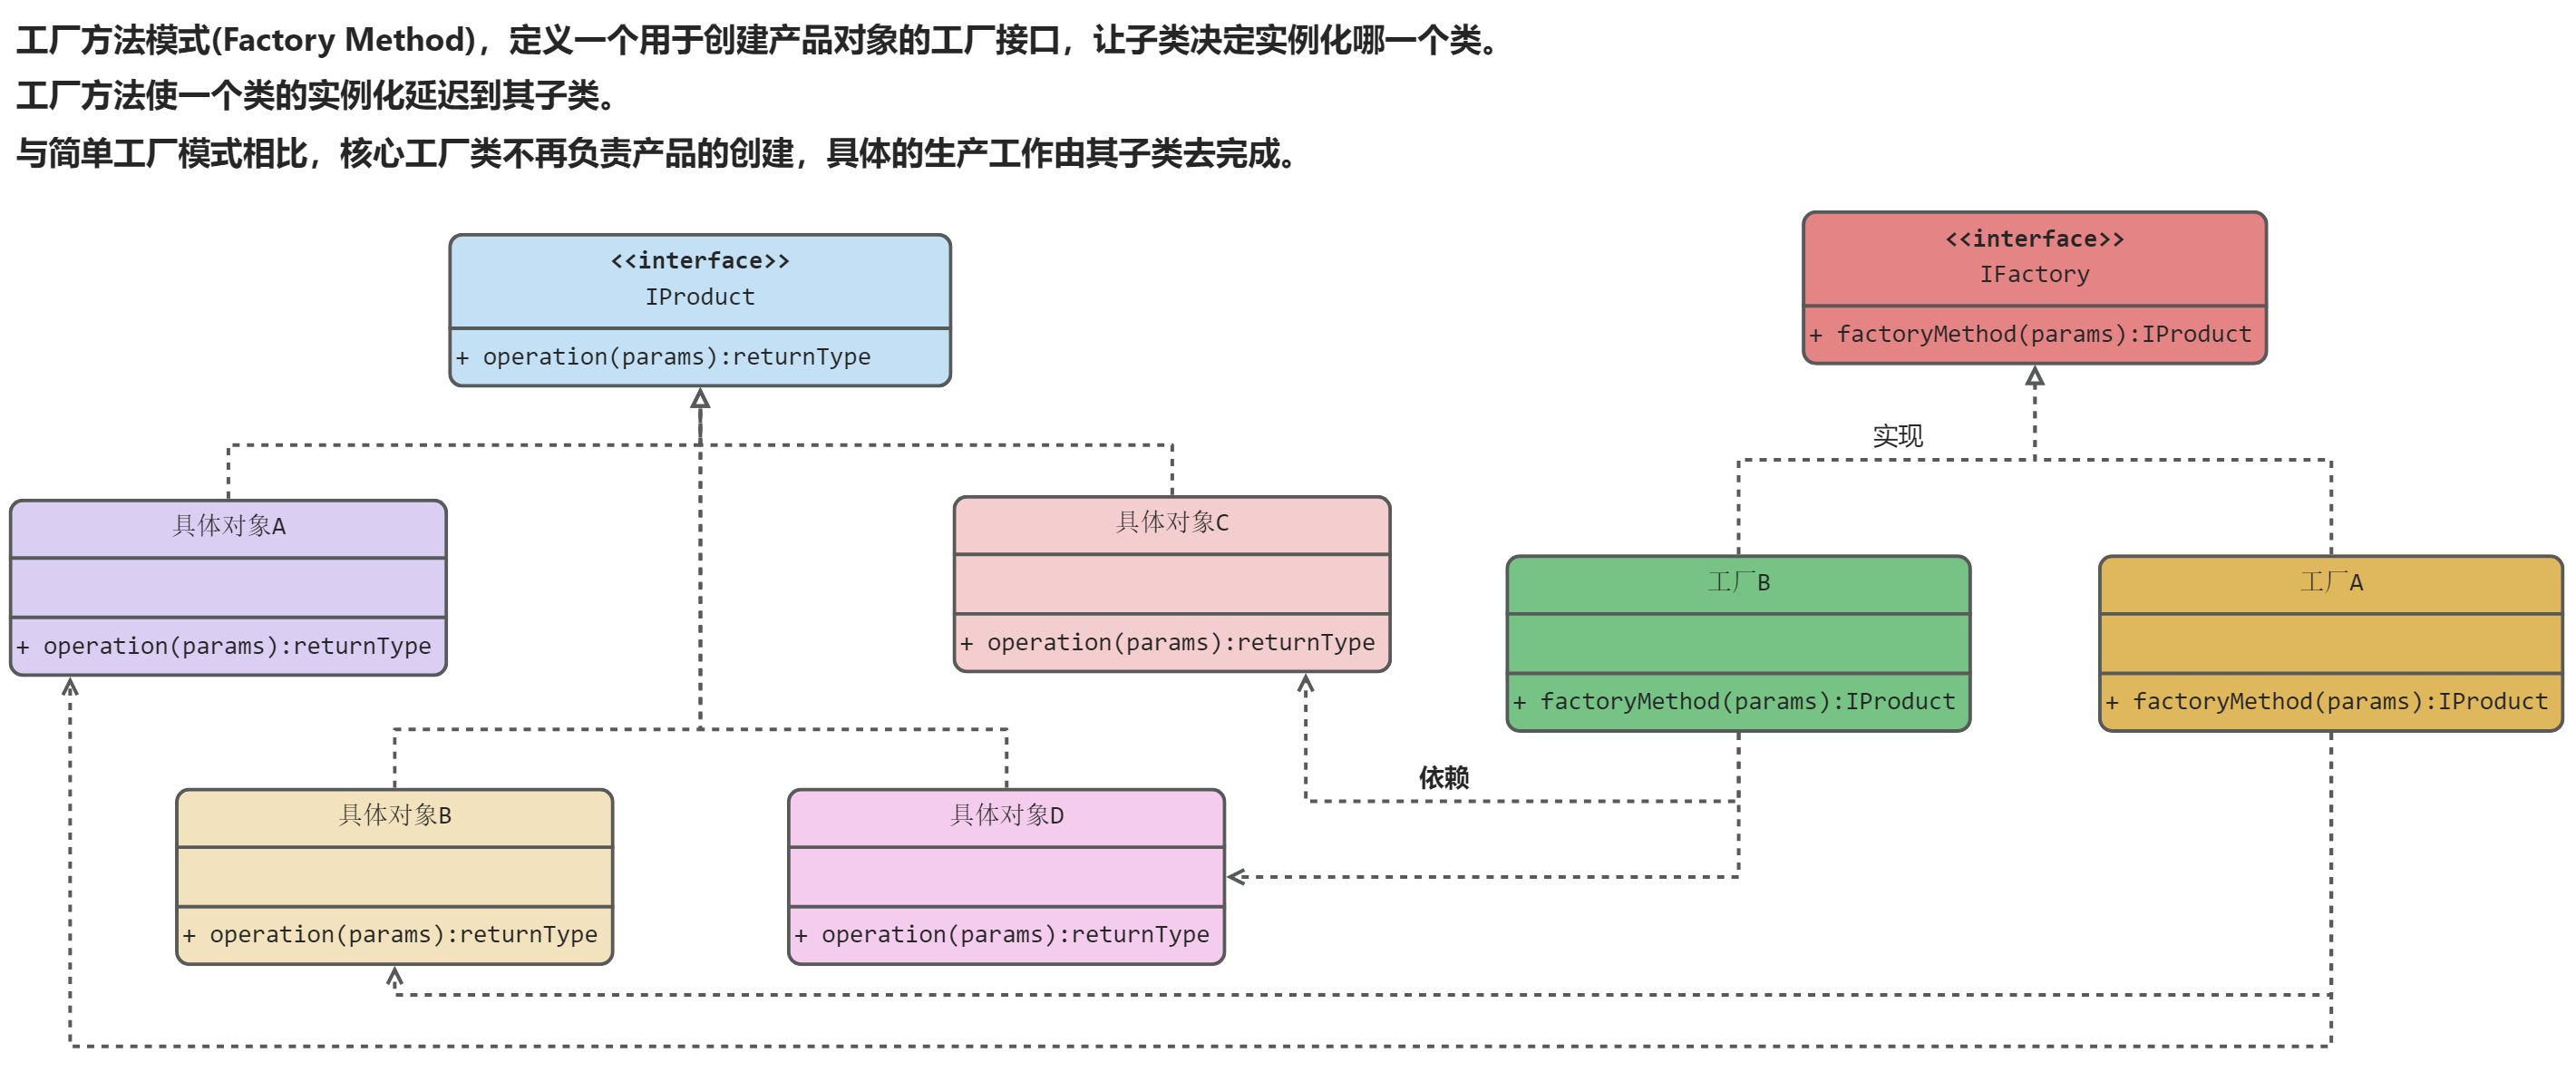 工厂方法模式(Factory Method)，定义一个用于创建产品对象的工厂接口，让子类决定实例化哪一个类。
工厂方法使一个类的实例化延迟到其子类。
与简单工厂模式相比，核心工厂类不再负责产品的创建，具体的生产工作由其子类去完成。
<<interface>>
IProduct
+ operation(params):returnType
<<interface>>
IFactory
+ factoryMethod(params):IProduct
实现
具体对象A
+ operation(params):returnType
具体对象C
+ operation(params):returnType
工厂B
+ factoryMethod(params):IProduct
工厂A
+ factoryMethod(params):IProduct
依赖
具体对象B
+ operation(params):returnType
具体对象D
+ operation(params):returnType